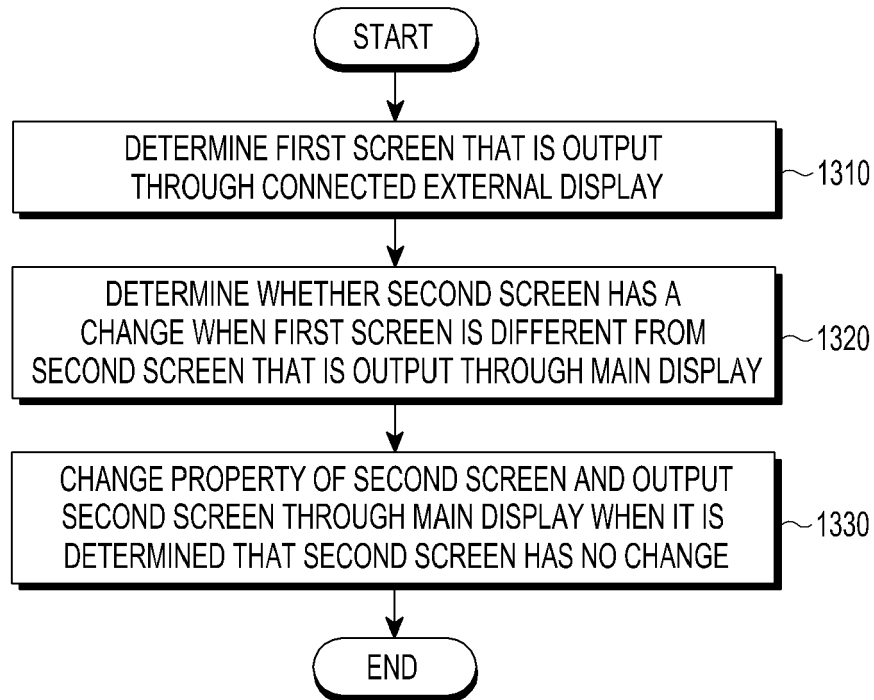 START
DETERMINE FIRST SCREEN THAT IS OUTPUT
THROUGH CONNECTED EXTERNAL DISPLAY
1310
DETERMINE WHETHER SECOND SCREEN HAS A
CHANGE WHEN FIRST SCREEN IS DIFFERENT FROM
SECOND SCREEN THAT IS OUTPUT THROUGH MAIN DISPLAY
1320
CHANGE PROPERTY OF SECOND SCREEN AND OUTPUT
SECOND SCREEN THROUGH MAIN DISPLAY WHEN IT IS
DETERMINED THAT SECOND SCREEN HAS NO CHANGE
1330
END